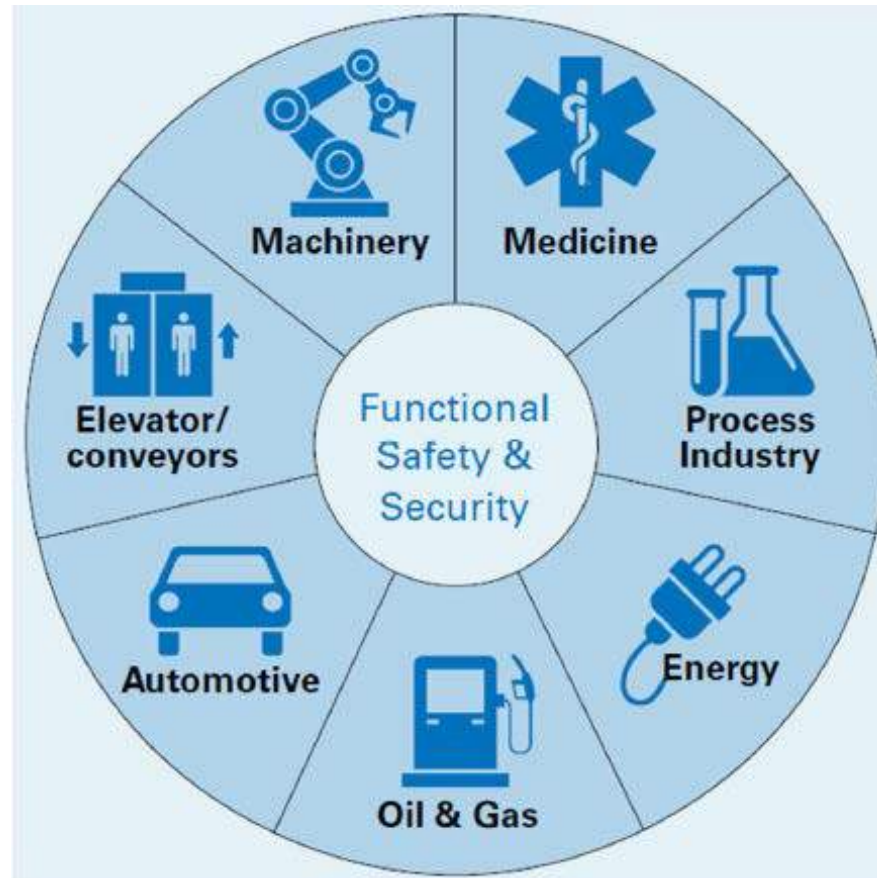 Machinery
Medicine
Elevator/
conveyors
Functional
Safety &
Security
Process
Industry
Automotive
Energy
Oil & Gas